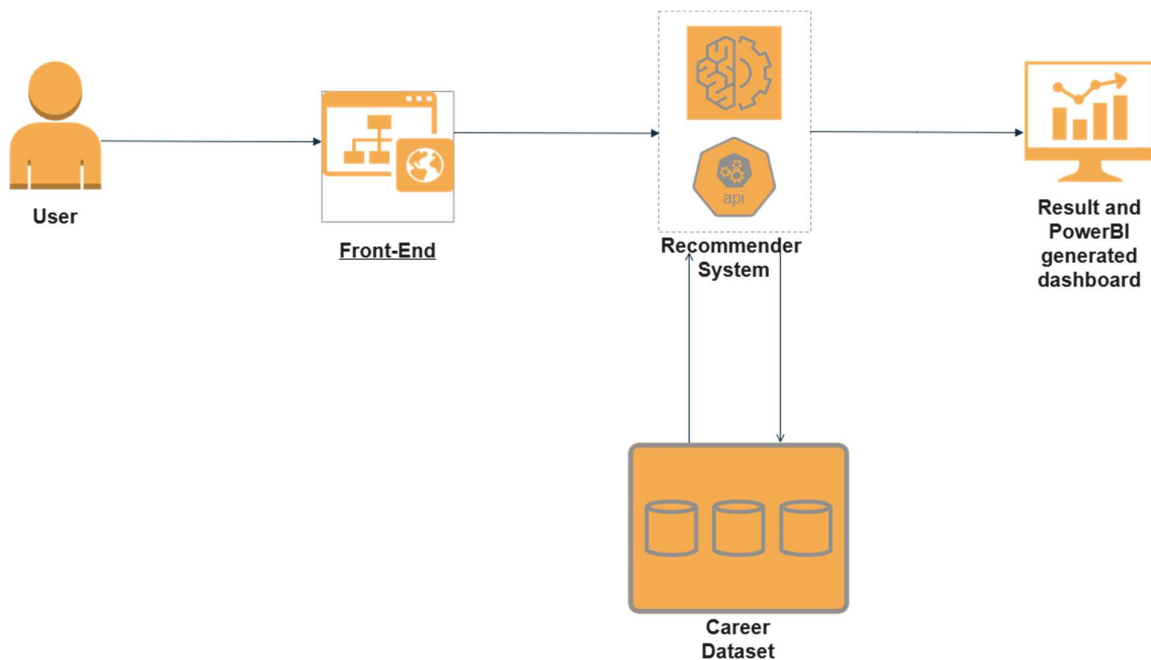 api
User
Front-End
Recommender
System
Result and
PowerBI
generated
dashboard
Career
Dataset